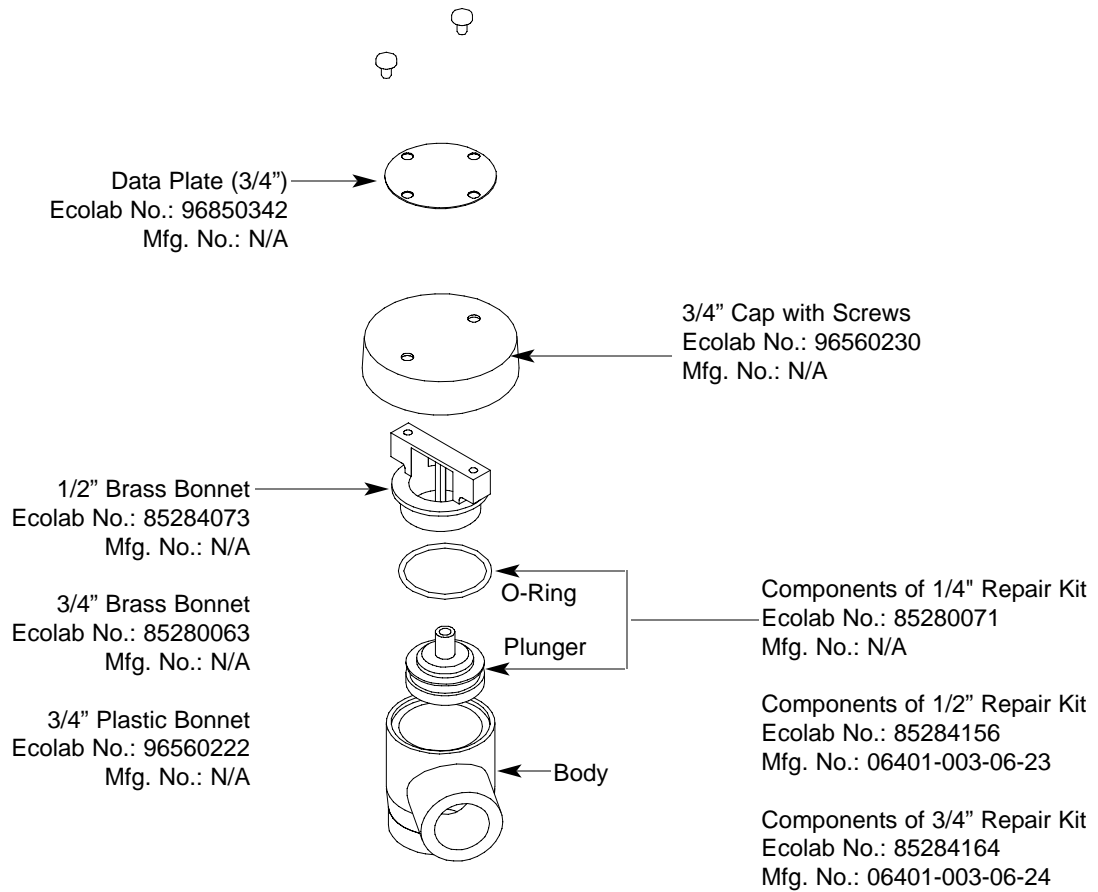 Data Plate (3/4”)
Ecolab No.: 96850342
Mfg. No.: N/A
3/4” Cap with Screws
Ecolab No.: 96560230
Mfg. No.: N/A
1/2” Brass Bonnet
Ecolab No.: 85284073
Mfg. No.: N/A
3/4” Brass Bonnet
Ecolab No.: 85280063
Mfg. No.: N/A
3/4” Plastic Bonnet
Ecolab No.: 96560222
Mfg. No.: N/A
O-Ring
Plunger
Body
Components of 1/4" Repair Kit
Ecolab No.: 85280071
Mfg. No.: N/A
Components of 1/2” Repair Kit
Ecolab No.: 85284156
Mfg. No.: 06401-003-06-23
Components of 3/4” Repair Kit
Ecolab No.: 85284164
Mfg. No.: 06401-003-06-24